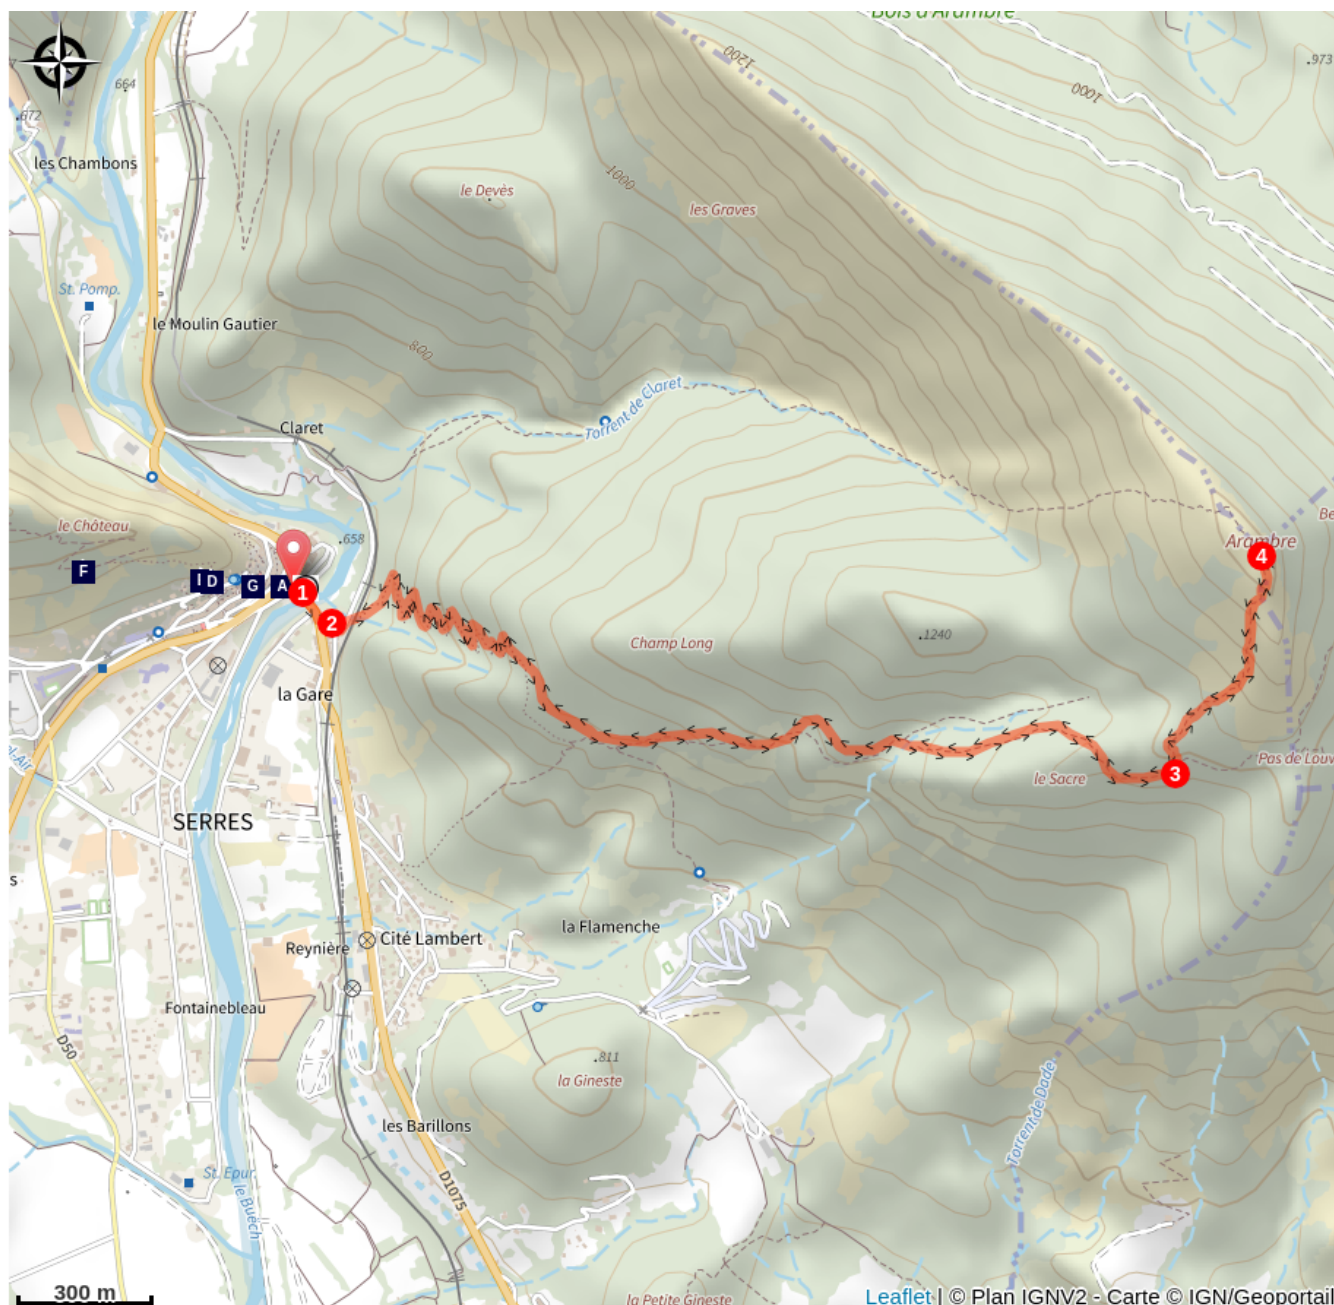 Bois d'Arambre
1200
.973
664
1000
.672
les Chambons
1000
le Devès
les Graves
St. Pomp.
le Moulin Gautier
800
Torrent de Claret
Claret
le Château
.658
Arambre
4
F
I D
G
A
1
2
.1240
Champ Long
la Gare
Pas de Louv
3
le Sacre
el-Air
SERRES
s
la Flamenche
Cité Lambert
Reynière
Fontainebleau
D50
.811
la Gineste
Torrent de Dade
les Barillons
St. Epur.
le Buëch
D1075
300 m
la Petite Gineste
Leaflet | © Plan IGNV2 - Carte © IGN/Geoportail